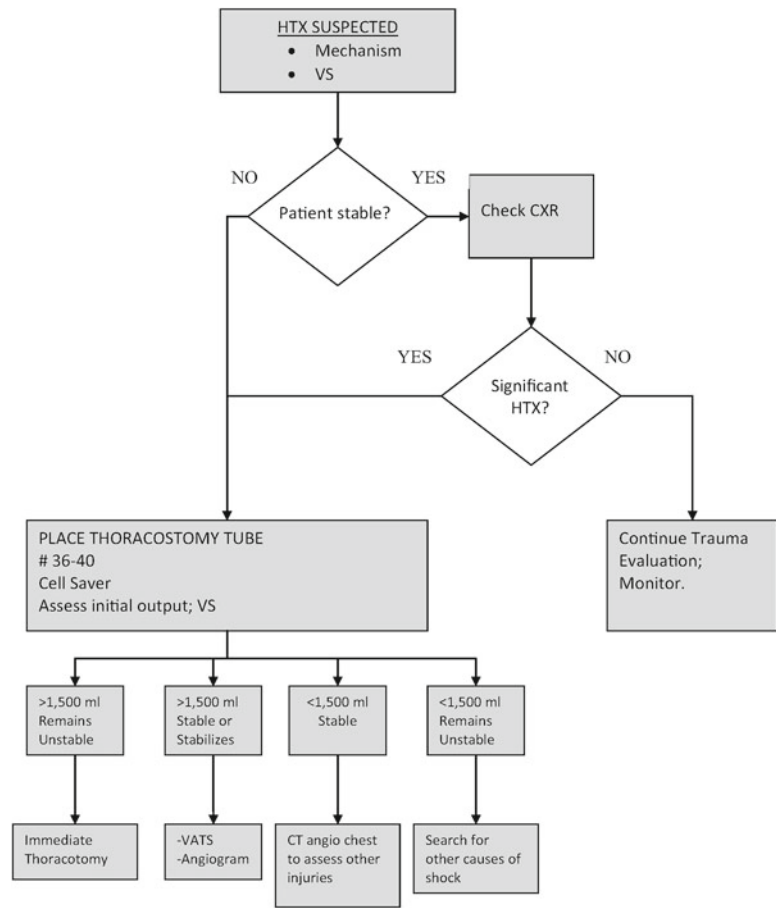 HTX SUSPECTED
• Mechanism
• VS
NO
YES
Patient stable?
Check CXR
YES
NO
Significant
HTX?
PLACE THORACOSTOMY TUBE
# 36-40
Cell Saver
Assess initial output; VS
Continue Trauma
Evaluation;
Monitor.
>1,500 ml
Remains
Unstable
>1,500 ml
Stable or
Stabilizes
<1,500 ml
Stable
<1,500 ml
Remains
Unstable
Immediate
Thoracotomy
-VATS
-Angiogram
CT angio chest
to assess other
injuries
Search for
other causes of
shock